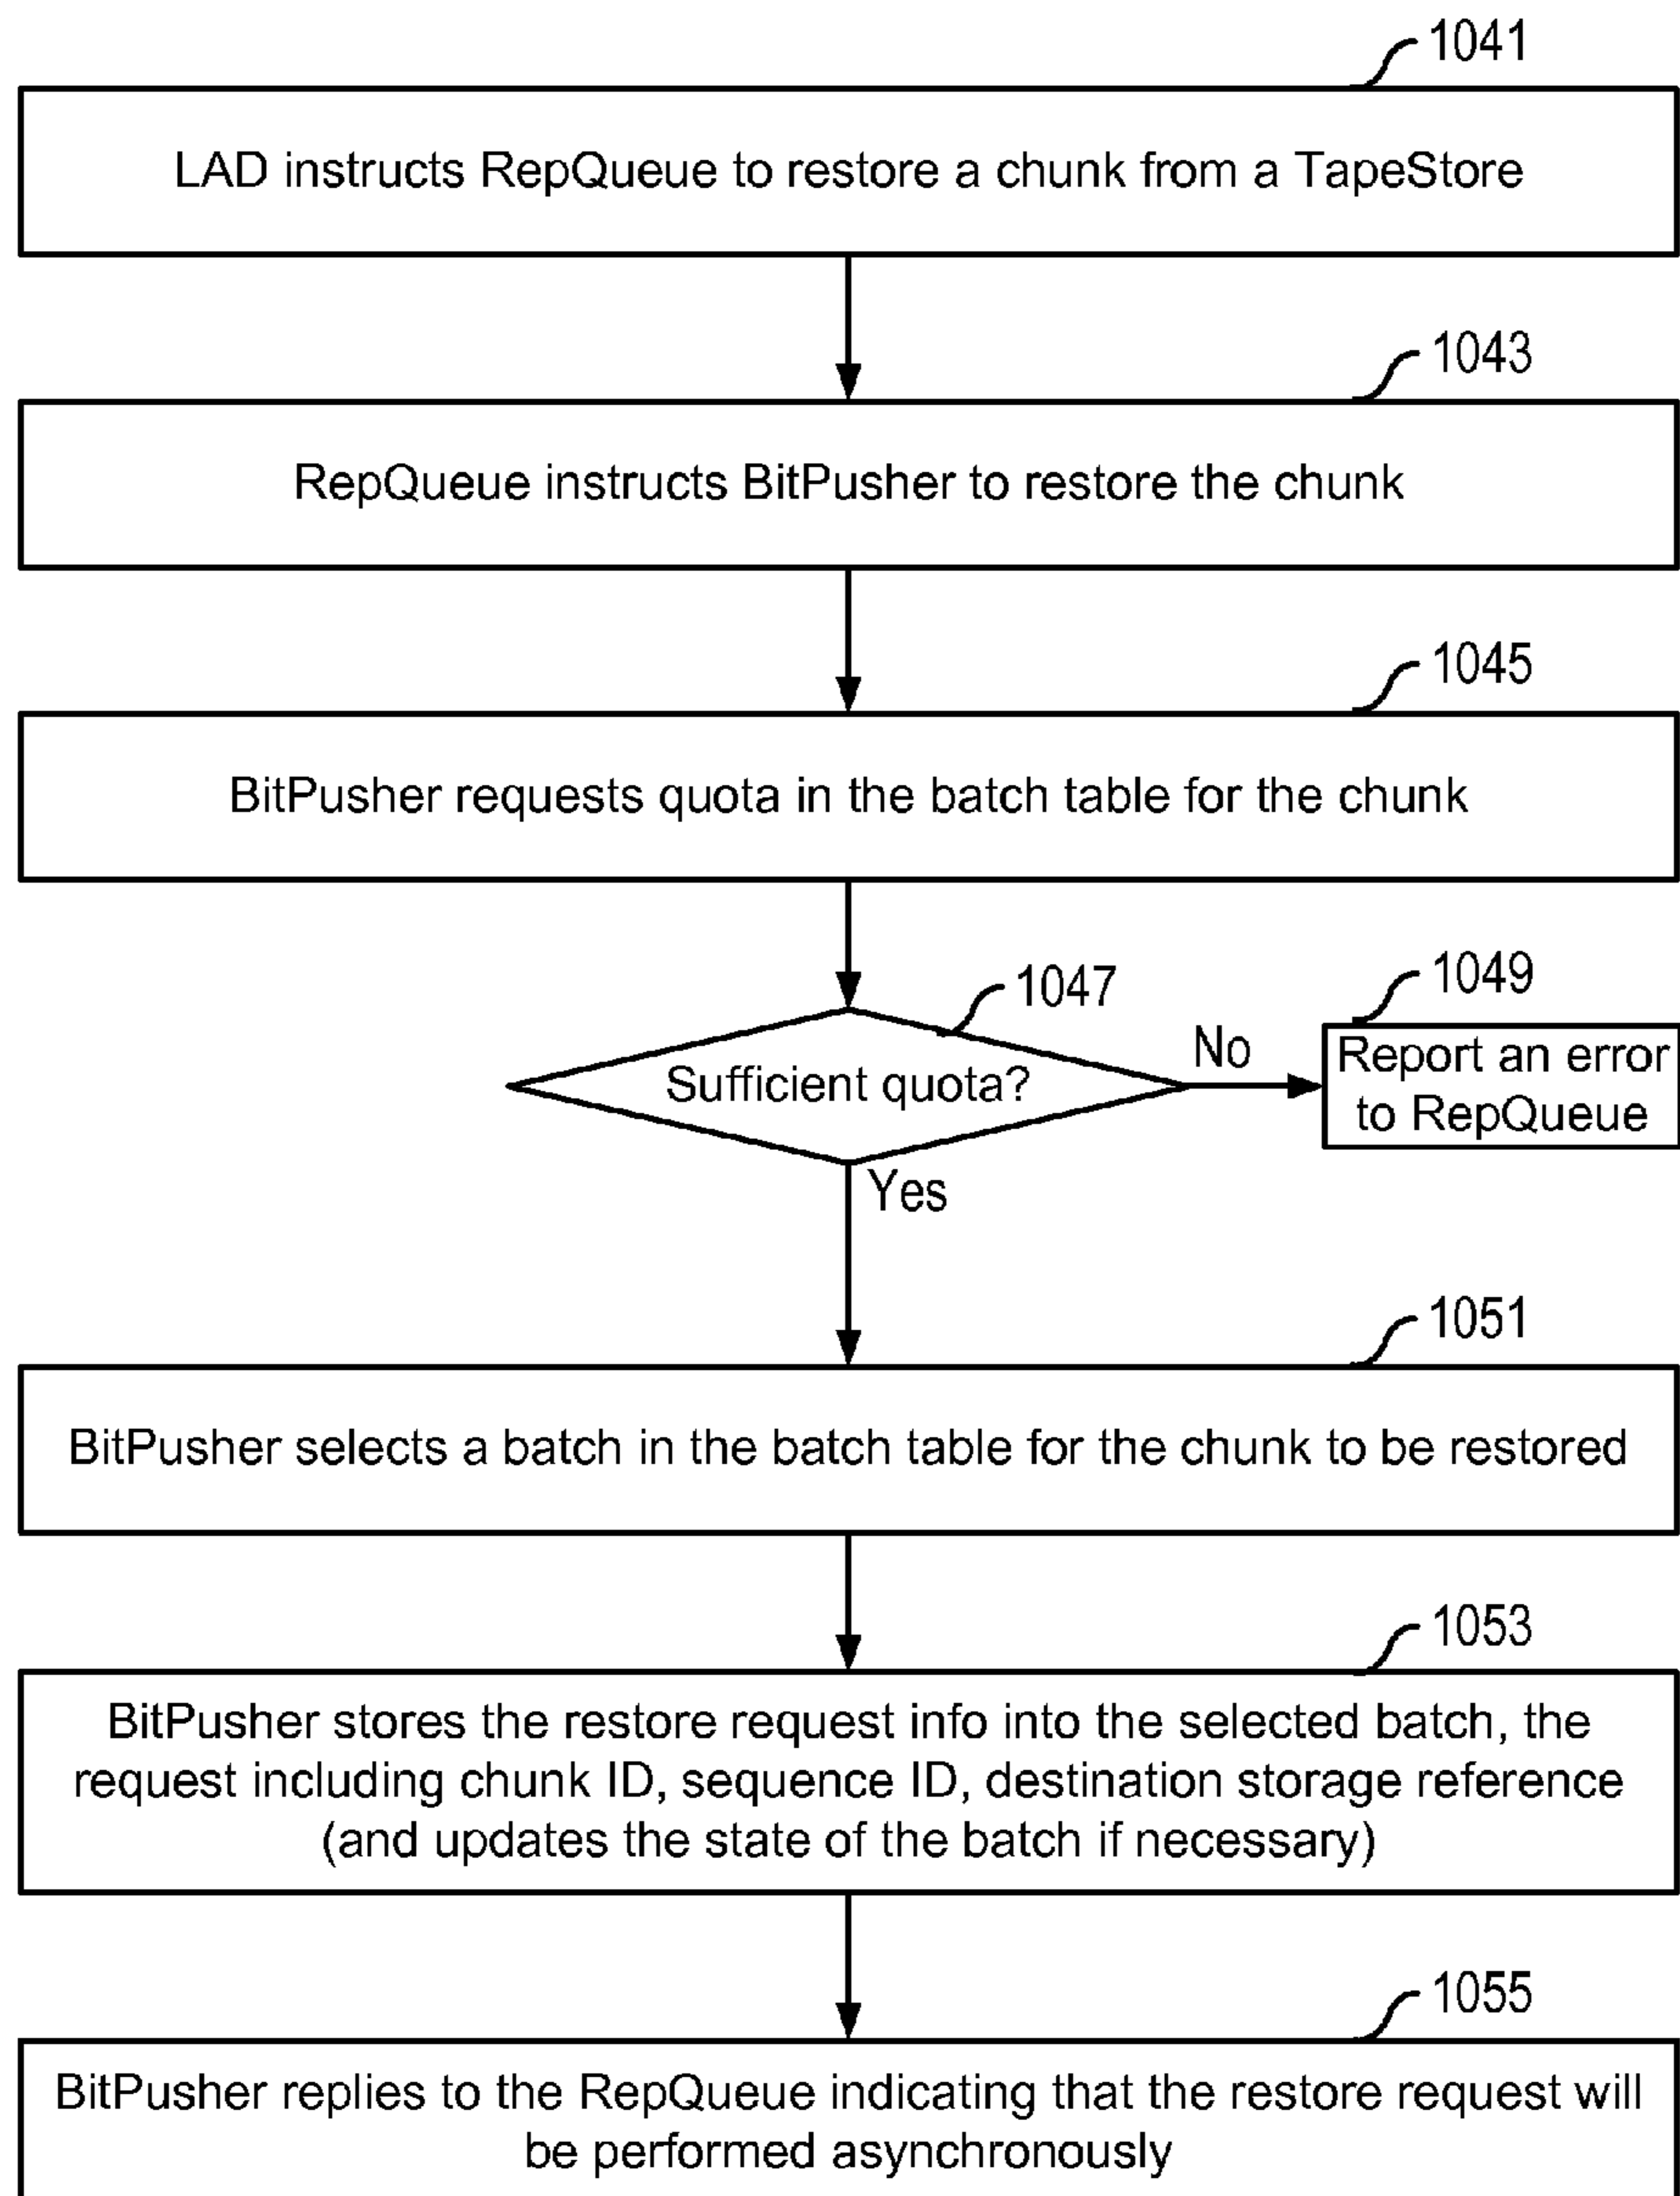 1041
LAD instructs RepQueue to restore a chunk from a TapeStore
1043
RepQueue instructs BitPusher to restore the chunk
1045
BitPusher requests quota in the batch table for the chunk
1047
Sufficient quota?
No
1049
Report an error
to RepQueue
Yes
1051
BitPusher selects a batch in the batch table for the chunk to be restored
1053
BitPusher stores the restore request info into the selected batch, the
request including chunk ID, sequence ID, destination storage reference
(and updates the state of the batch if necessary)
1055
BitPusher replies to the RepQueue indicating that the restore request will
be performed asynchronously